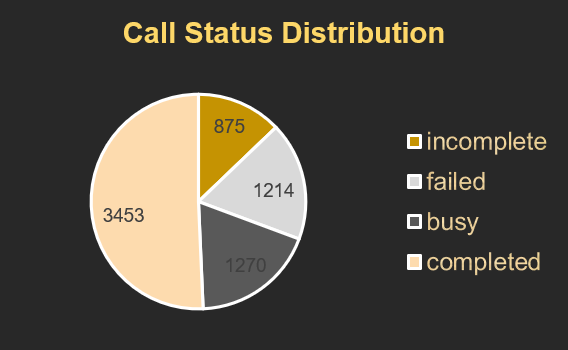 Call Status Distribution
875
1214
1270
3453
incomplete
failed
busy
completed